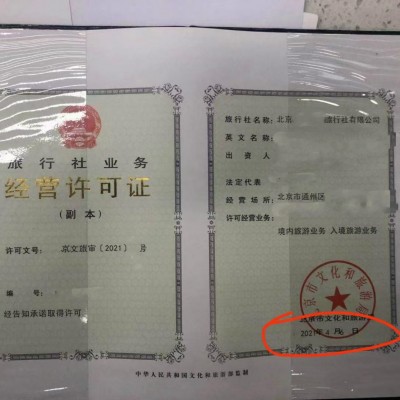 旅行社业务
经营许可证
(副本)
许可文号: 京文旅审(2021) 号
编 号:
经告知承诺取得许可
旅行社名称: 北京 旅行社有限公司
英文名称
出资人
法定代表
经营场所: 北京市通州区
许可经营业务:
境内旅游业务 入境旅游业务
北京市文化和旅游
2021年4月6日
中华人民共和国文化和旅游部监制